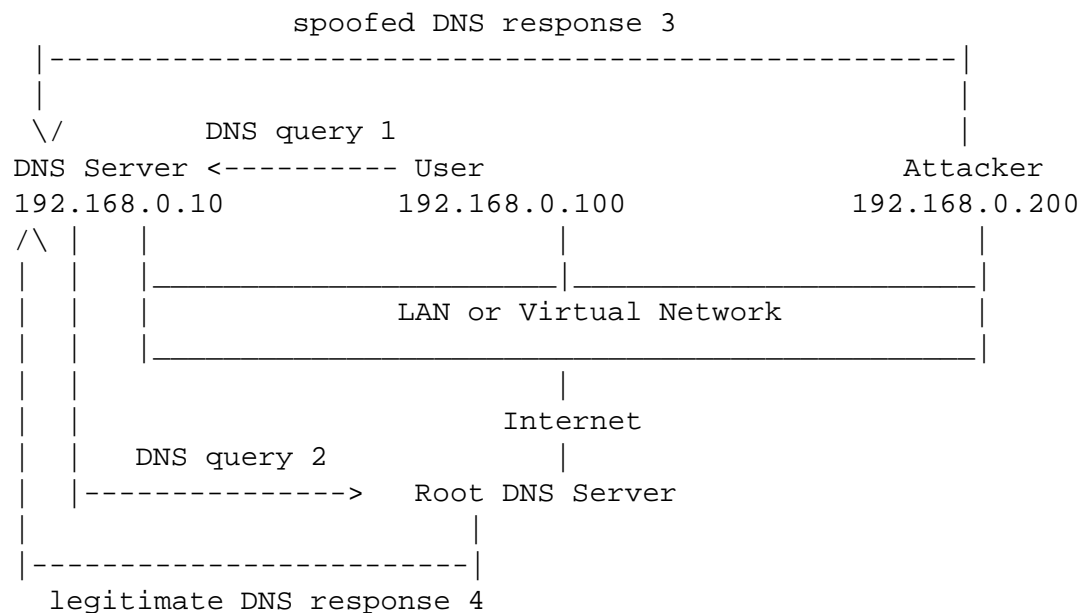 spoofed DNS response 3
DNS query 1
DNS Server <---------- User Attacker
192.168.0.10 192.168.0.100 192.168.0.200
LAN or Virtual Network
Internet
DNS query 2
Root DNS Server
legitimate DNS response 4